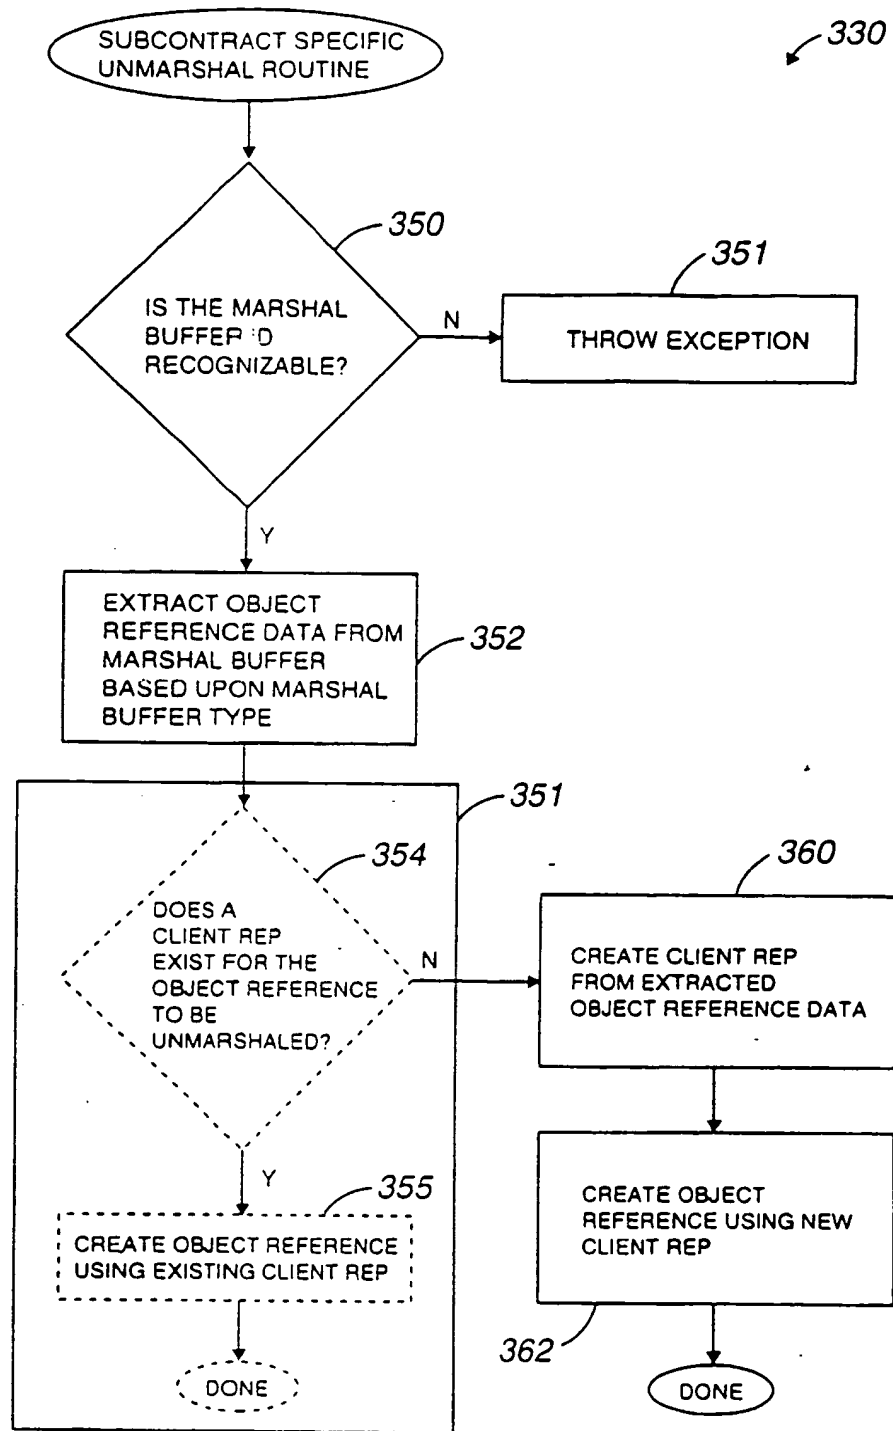 SUBCONTRACT SPECIFIC
UNMARSHAL ROUTINE
330
350
IS THE MARSHAL
BUFFER ID
RECOGNIZABLE?
N
351
THROW EXCEPTION
Y
EXTRACT OBJECT
REFERENCE DATA FROM
MARSHAL BUFFER
BASED UPON MARSHAL
BUFFER TYPE
352
351
354
DOES A
CLIENT REP
EXIST FOR THE
OBJECT REFERENCE
TO BE
UNMARSHALED?
N
360
CREATE CLIENT REP
FROM EXTRACTED
OBJECT REFERENCE DATA
Y
355
CREATE OBJECT REFERENCE
USING EXISTING CLIENT REP
CREATE OBJECT
REFERENCE USING NEW
CLIENT REP
362
DONE
DONE